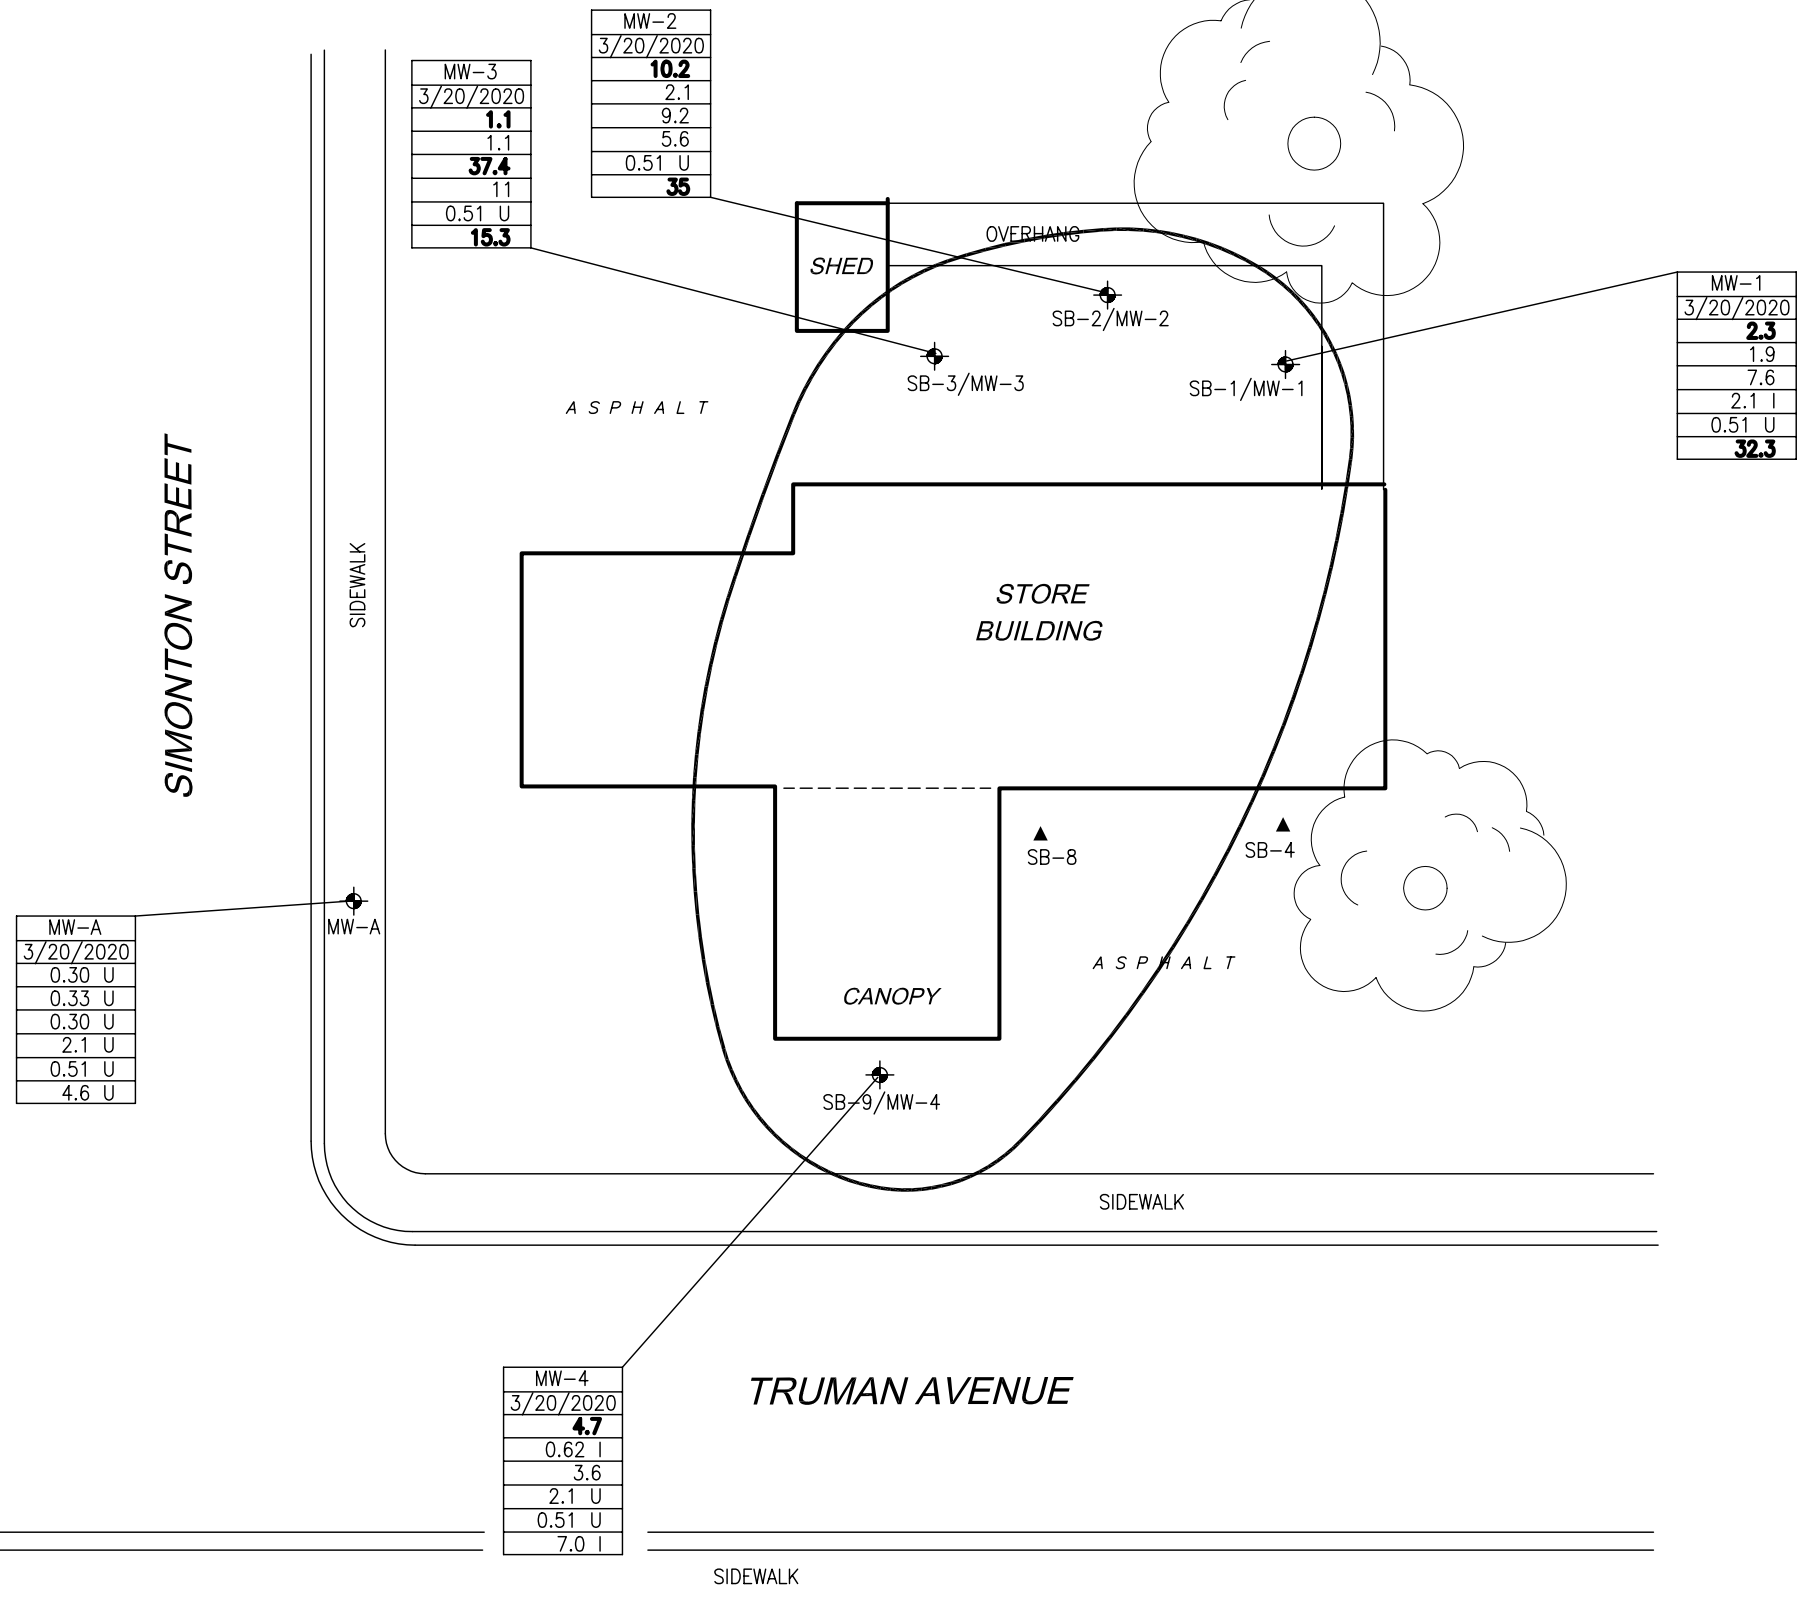 MW-2
3/20/2020
10.2
2.1
9.2
5.6
0.51 U
35
MW-3
3/20/2020
1.1
1.1
37.4
11
0.51 U
15.3
OVERHANG
SHED
SB-2/MW-2
MW-1
3/20/2020
2.3
1.9
7.6
2.1 I
0.51 U
32.3
SB-3/MW-3
SB-1/MW-1
ASPHALT
SIMONTON STREET
SIDEWALK
STORE
BUILDING
SB-8
SB-4
MW-A
MW-A
3/20/2020
0.30 U
0.33 U
0.30 U
2.1 U
0.51 U
4.6 U
ASPHALT
CANOPY
SB-9/MW-4
SIDEWALK
MW-4
3/20/2020
4.7
0.62 I
3.6
2.1 U
0.51 U
7.0 I
TRUMAN AVENUE
SIDEWALK